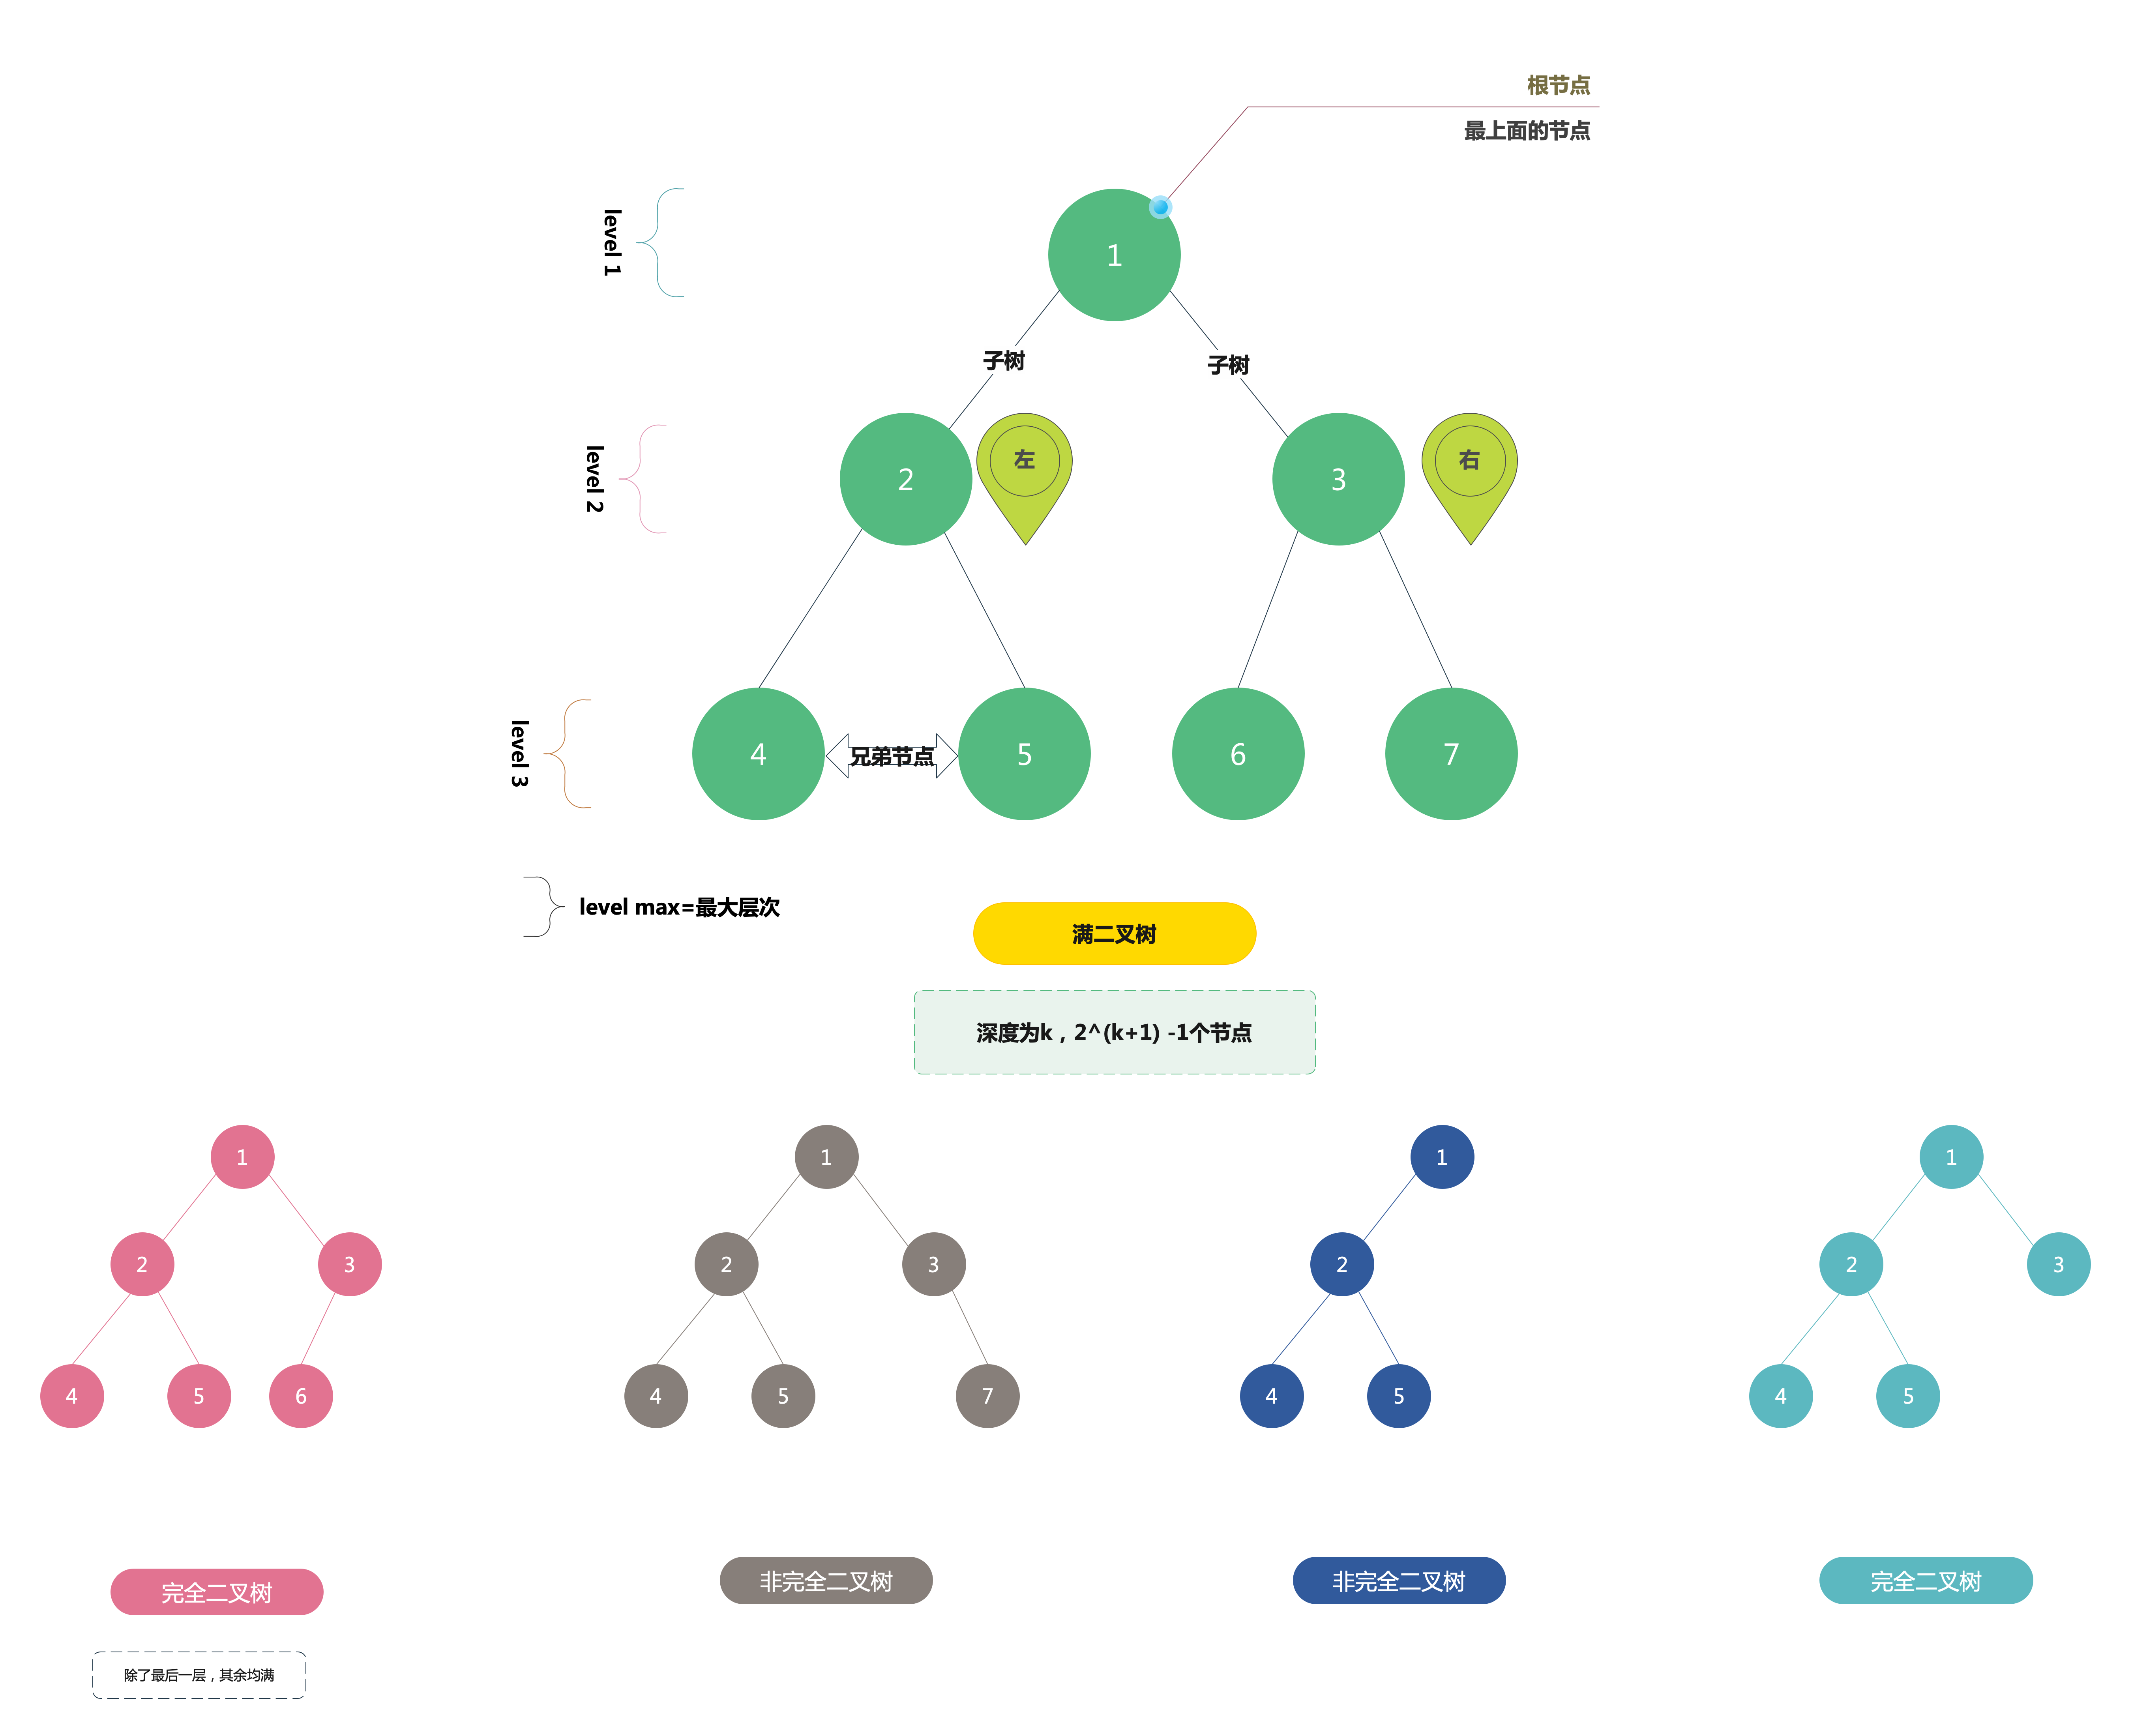 根节点
最上面的节点
level 1
1
子树
子树
level 2
2
左
3
右
level 3
4
兄弟节点
5
6
7
level max=最大层次
满二叉树
深度为k，2^(k+1) -1个节点
1
2
3
4
5
6
完全二叉树
除了最后一层，其余均满
1
2
3
4
5
7
非完全二叉树
1
2
4
5
非完全二叉树
1
2
3
4
5
完全二叉树